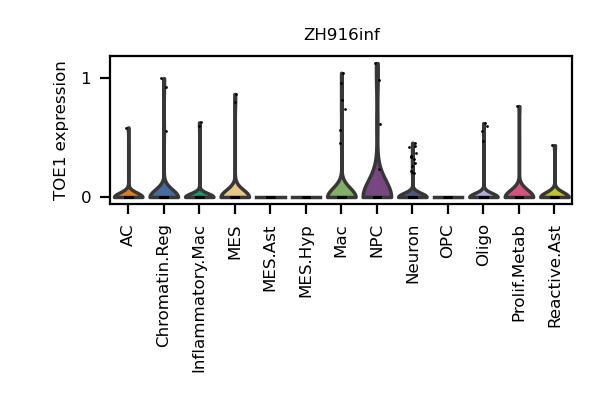 ZH916inf
TOE1 expression
1
0
AC
Chromatin.Reg
Inflammatory.Mac
MES
MES.Ast
MES.Hyp
Mac
NPC
Neuron
OPC
Oligo
Prolif.Metab
Reactive.Ast